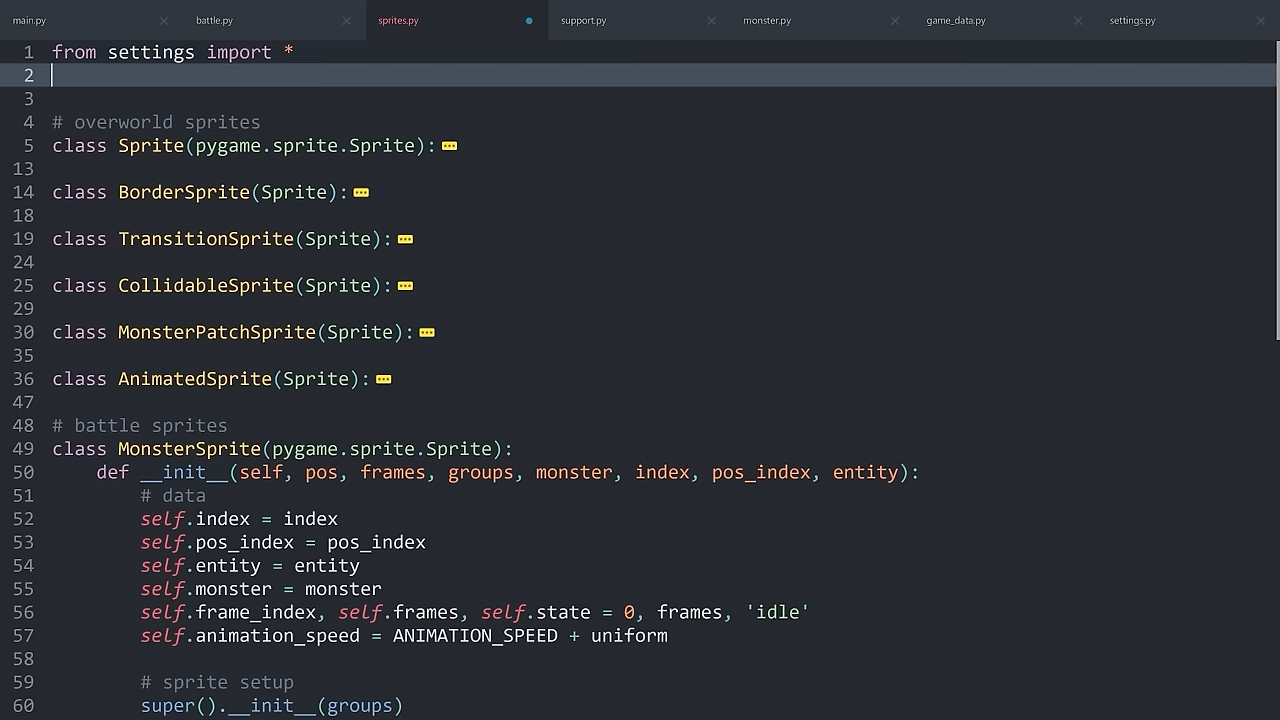 main.py battle.py sprites.py support.py monster.py game_data.py settings.py
1 from settings import *
2
3
4 # overworld sprites
5 class Sprite(pygame.sprite.Sprite):
13
14 class BorderSprite(Sprite):
18
19 class TransitionSprite(Sprite):
24
25 class CollidableSprite(Sprite):
29
30 class MonsterPatchSprite(Sprite):
35
36 class AnimatedSprite(Sprite):
47
48 # battle sprites
49 class MonsterSprite(pygame.sprite.Sprite):
50     def __init__(self, pos, frames, groups, monster, index, pos_index, entity):
51         # data
52         self.index = index
53         self.pos_index = pos_index
54         self.entity = entity
55         self.monster = monster
56         self.frame_index, self.frames, self.state = 0, frames, 'idle'
57         self.animation_speed = ANIMATION_SPEED + uniform
58
59         # sprite setup
60         super().__init__(groups)